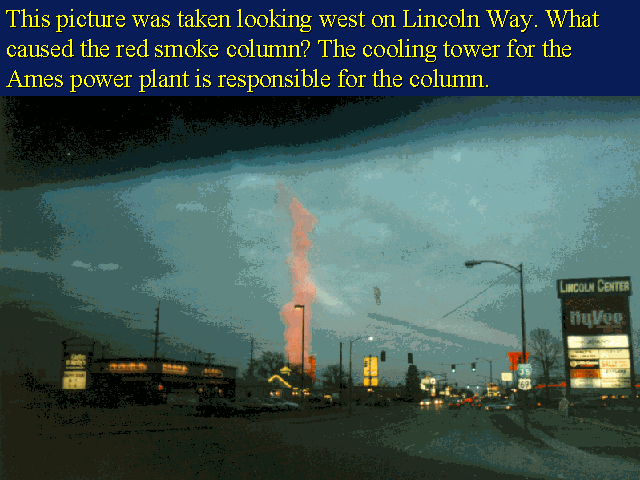 This picture was taken looking west on Lincoln Way. What
caused the red smoke column? The cooling tower for the
Ames power plant is responsible for the column.
LINCOLN CENTER
HyVee
35
69